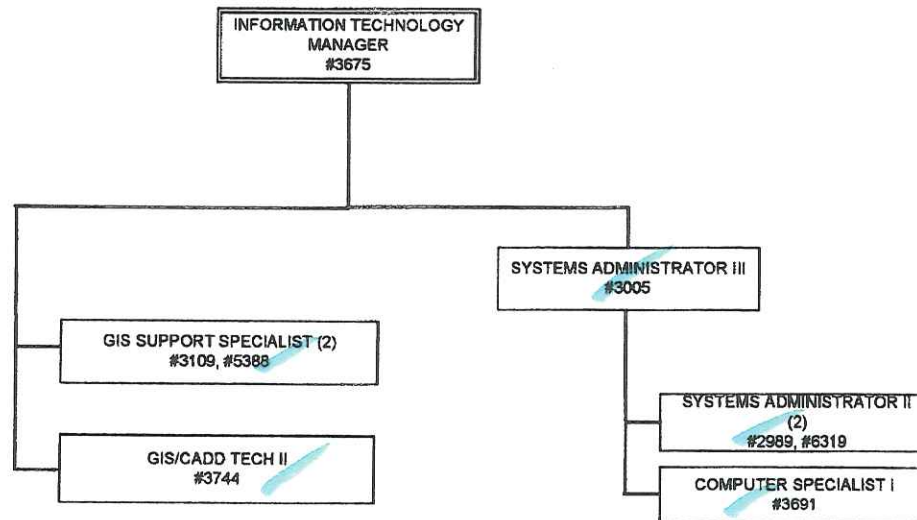 INFORMATION TECHNOLOGY
MANAGER
#3675
SYSTEMS ADMINISTRATOR III
#3005
GIS SUPPORT SPECIALIST (2)
#3109, #5388
SYSTEMS ADMINISTRATOR II
(2)
#2989, #6319
GIS/CADD TECH II
#3744
COMPUTER SPECIALIST I
#3691